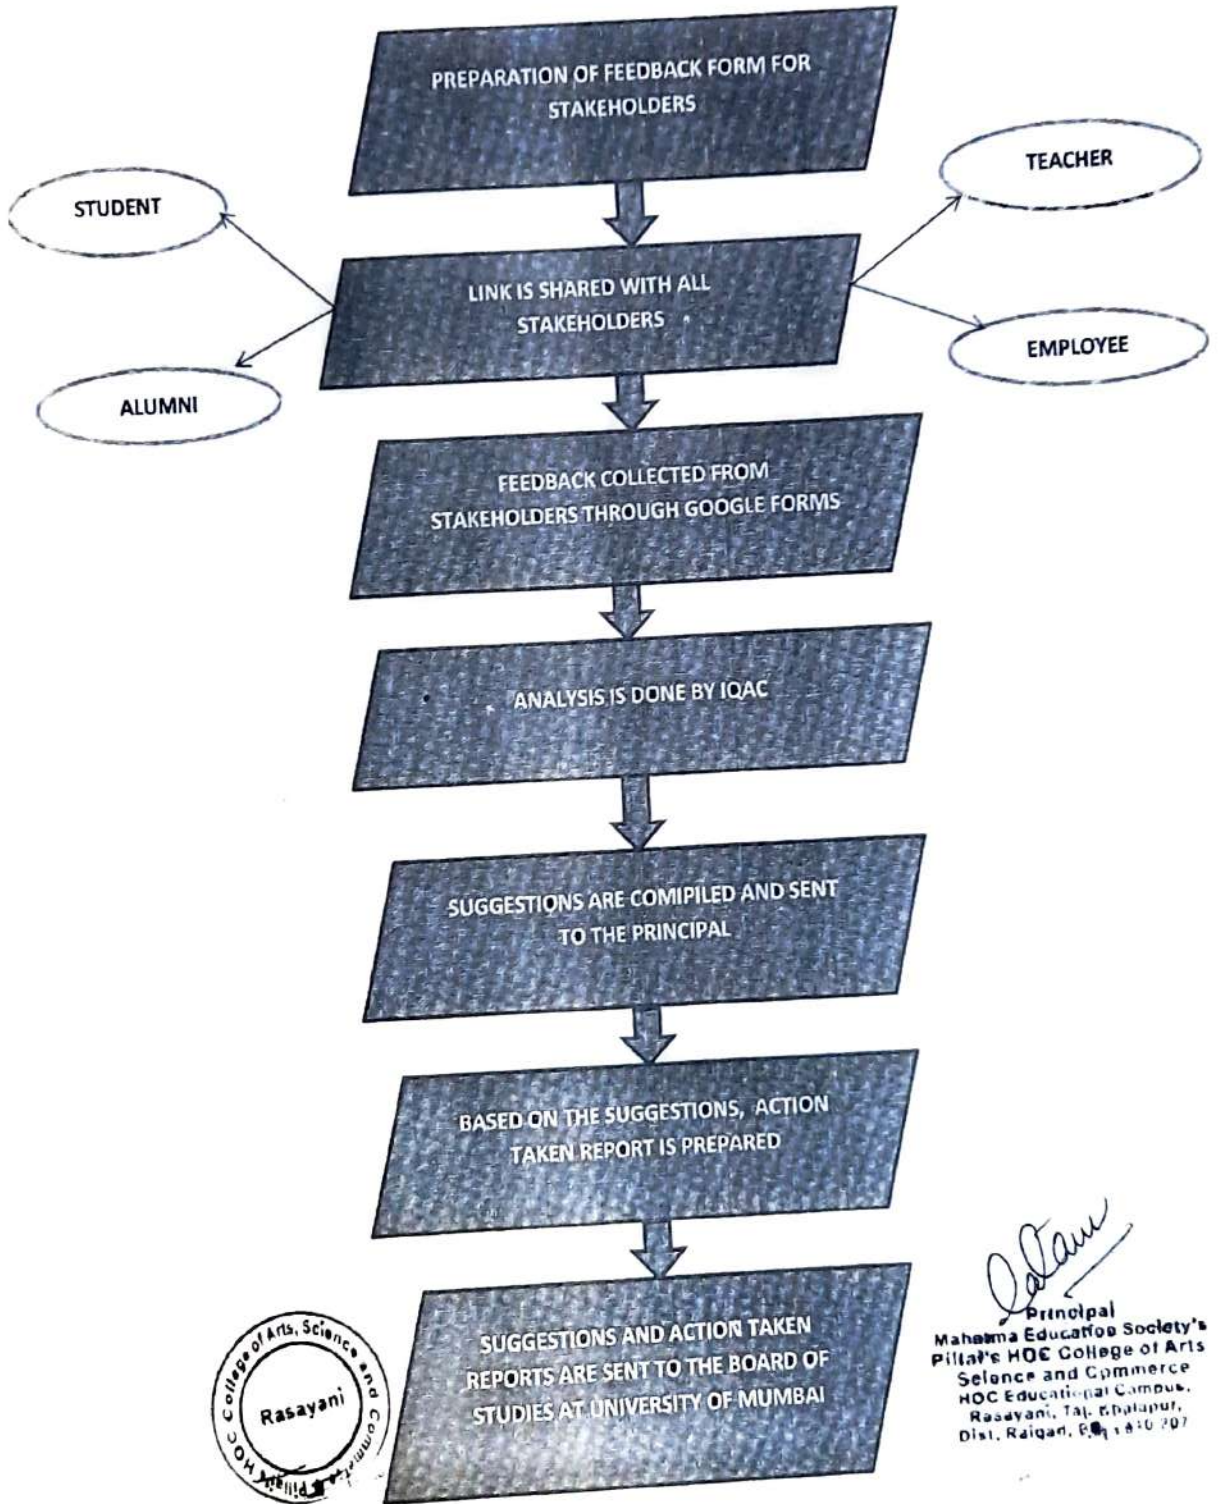 PREPARATION OF FEEDBACK FORM FOR
STAKEHOLDERS
STUDENT
TEACHER
LINK IS SHARED WITH ALL
STAKEHOLDERS
ALUMNI
EMPLOYEE
FEEDBACK COLLECTED FROM
STAKEHOLDERS THROUGH GOOGLE FORMS
ANALYSIS IS DONE BY IQAC
SUGGESTIONS ARE COMIPILED AND SENT
TO THE PRINCIPAL
BASED ON THE SUGGESTIONS, ACTION
TAKEN REPORT IS PREPARED
SUGGESTIONS AND ACTION TAKEN
REPORTS ARE SENT TO THE BOARD OF
STUDIES AT UNIVERSITY OF MUMBAI
Pillai's HOC College of Arts, Science and Commerce
Rasayani
Principal
Mahatma Education Society's
Pillai's HOC College of Arts
Science and Commerce
HOC Educational Campus,
Rasayani, Tal. Khalapur,
Dist. Raigad,